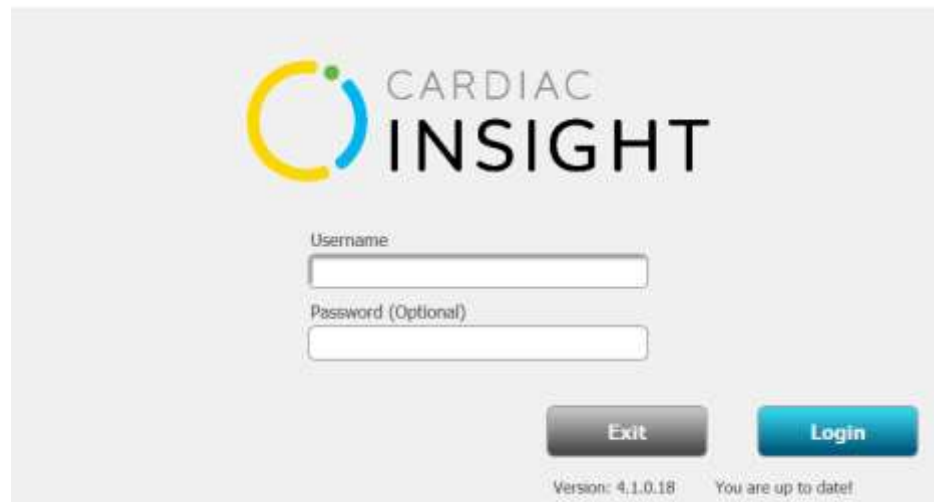 CARDIAC
INSIGHT
Username
Password (Optional)
Exit
Login
Version: 4.1.0.18
You are up to date!